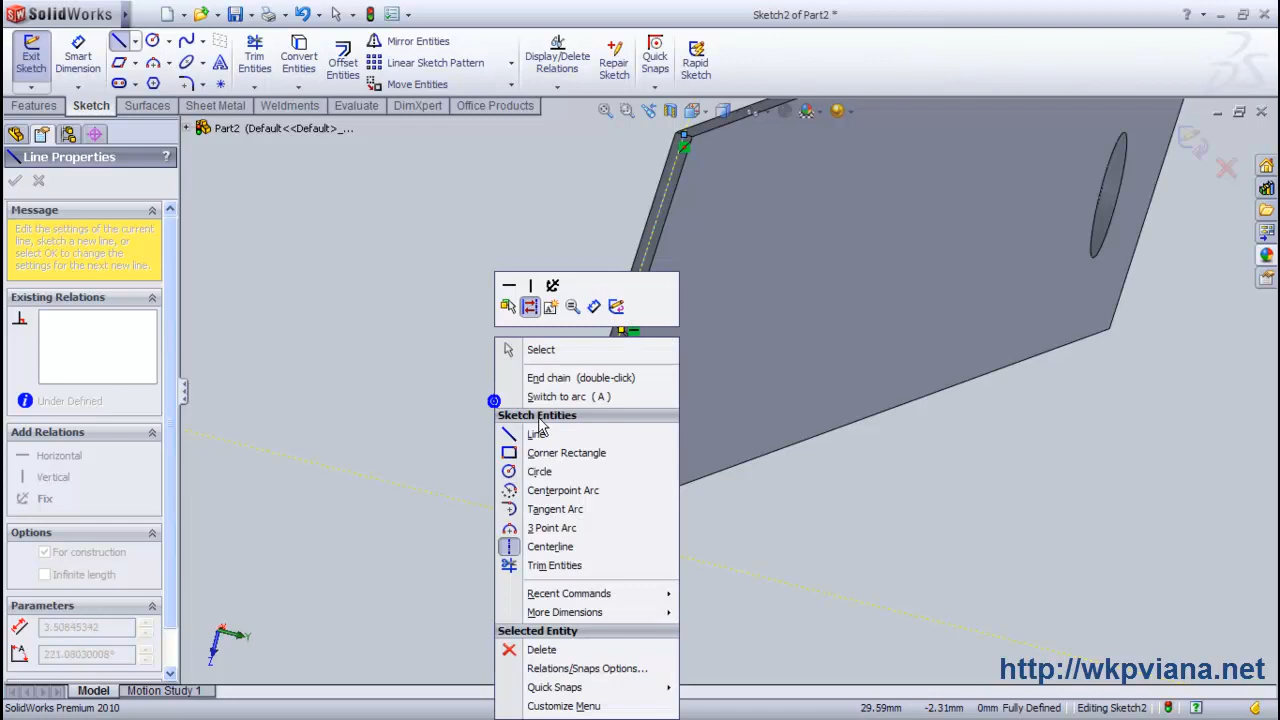 SolidWorks
Sketch2 of Part2 *
Exit Sketch
Smart Dimension
Trim Entities
Convert Entities
Offset Entities
Mirror Entities
Linear Sketch Pattern
Move Entities
Display/Delete Relations
Repair Sketch
Quick Snaps
Rapid Sketch
Features
Sketch
Surfaces
Sheet Metal
Weldments
Evaluate
DimXpert
Office Products
Part2 (Default<<Default>_...
Line Properties
?
Message
Edit the settings of the current
line, sketch a new line, or
select OK to change the
settings for the next new line.
Existing Relations
Under Defined
Add Relations
Horizontal
Vertical
Fix
Options
For construction
Infinite length
Parameters
3.50845342
221.08030008°
Select
End chain (double-click)
Switch to arc ( A )
Sketch Entities
Line
Corner Rectangle
Circle
Centerpoint Arc
Tangent Arc
3 Point Arc
Centerline
Trim Entities
Recent Commands
More Dimensions
Selected Entity
Delete
Relations/Snaps Options...
Quick Snaps
Customize Menu
Y
Z
http://wkpviana.net
Model
Motion Study 1
SolidWorks Premium 2010
29.59mm
-2.31mm
0mm
Fully Defined
Editing Sketch2